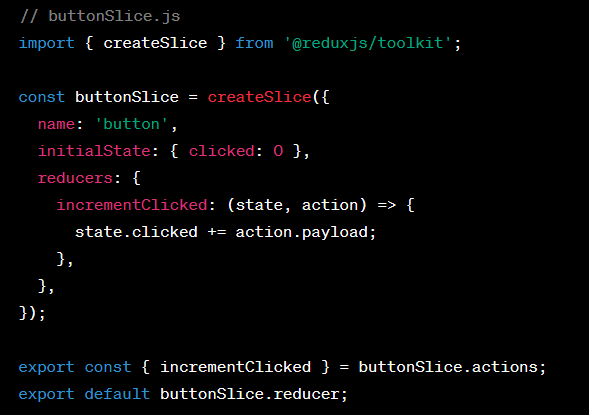 // buttonSlice.js
import { createSlice } from '@reduxjs/toolkit';
const buttonSlice = createSlice({
name: 'button',
initialState: { clicked: 0 },
reducers: {
incrementClicked: (state, action) => {
state.clicked += action.payload;
},
},
});
export const { incrementClicked } = buttonSlice.actions;
export default buttonSlice.reducer;